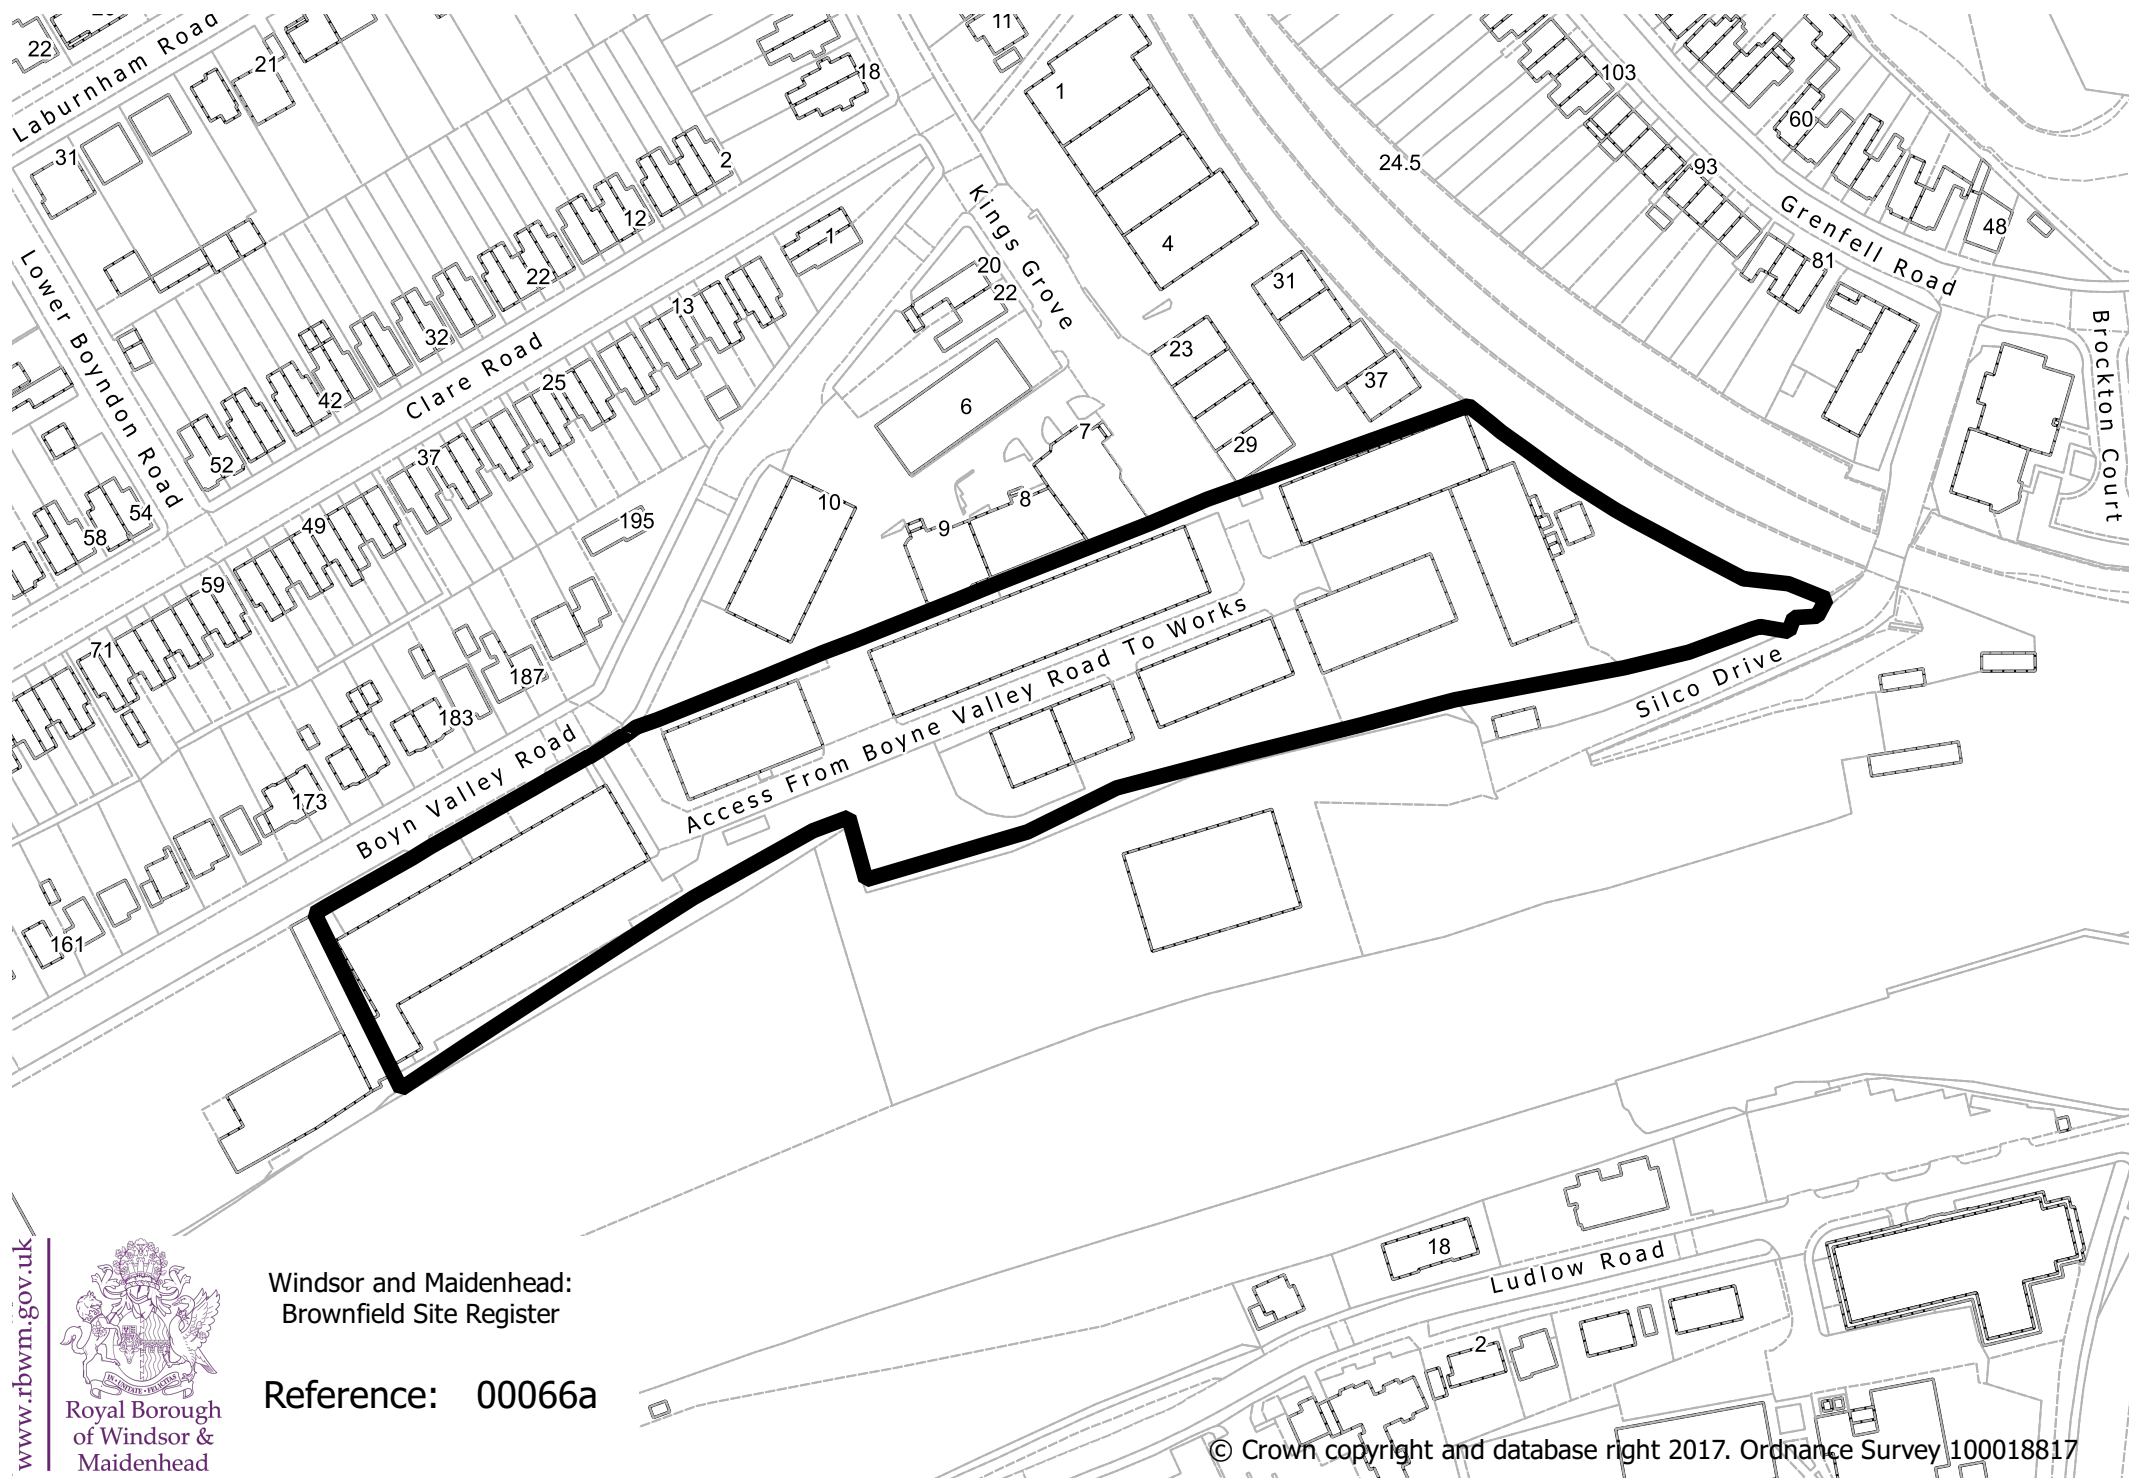 22
Laburnham Road
21
31
18
2
12
22
32
42
52
Lower Boyndon Road
Clare Road
1
13
25
37
49
59
71
54
58
11
1
4
Kings Grove
20
22
6
7
8
9
10
23
29
31
37
24.5
103
93
81
60
48
Grenfell Road
Brockton Court
195
187
183
173
161
Boyn Valley Road
Access From Boyne Valley Road To Works
Silco Drive
18
Ludlow Road
2
www.rbwm.gov.uk
Royal Borough
of Windsor &
Maidenhead
Windsor and Maidenhead:
Brownfield Site Register
Reference: 00066a
© Crown copyright and database right 2017. Ordnance Survey 100018817